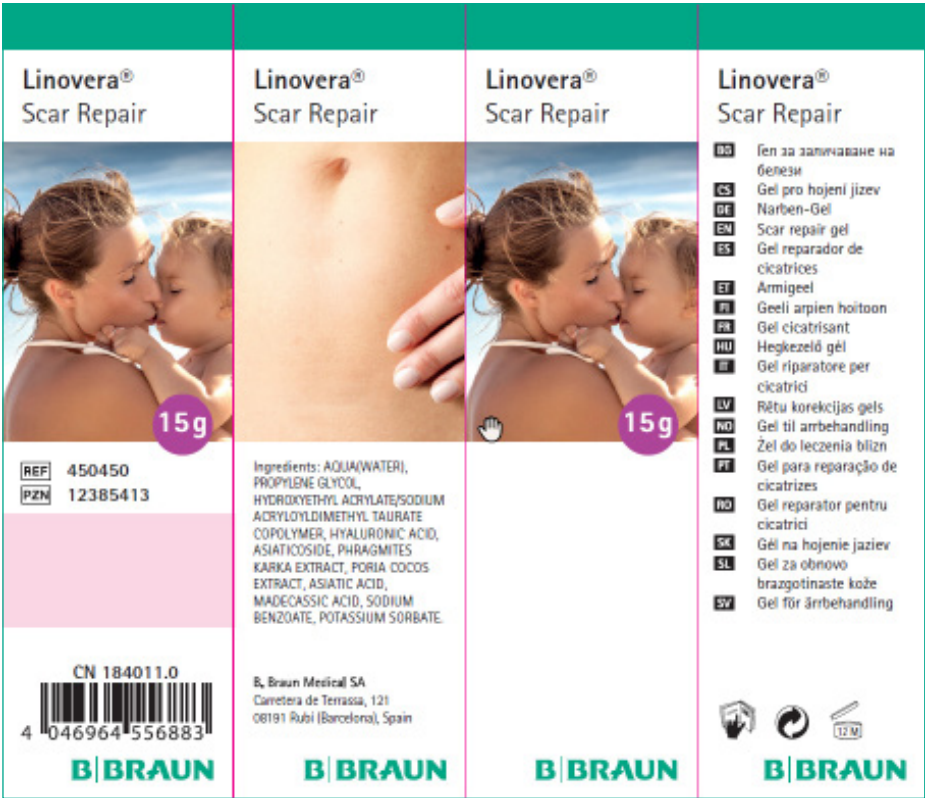 Linovera®
Scar Repair
15g
REF 450450
PZN 12385413
CN 184011.0
4 046964 556883
B|BRAUN
Linovera®
Scar Repair
Ingredients: AQUA(WATER),
PROPYLENE GLYCOL,
HYDROXYETHYL ACRYLATE/SODIUM
ACRYLOYLDIMETHYL TAURATE
COPOLYMER, HYALURONIC ACID,
ASIATICOSIDE, PHRAGMITES
KARKA EXTRACT, PORIA COCOS
EXTRACT, ASIATIC ACID,
MADECASSIC ACID, SODIUM
BENZOATE, POTASSIUM SORBATE.
B. Braun Medical SA
Carretera de Terrassa, 121
08191 Rubí (Barcelona), Spain
B|BRAUN
Linovera®
Scar Repair
15g
B|BRAUN
Linovera®
Scar Repair
BG Гел за заличаване на
белези
CS Gel pro hojení jizev
DE Narben-Gel
EN Scar repair gel
ES Gel reparador de
cicatrices
ET Armigeel
FI Geeli arpien hoitoon
FR Gel cicatrisant
HU Hegkezelő gél
IT Gel riparatore per
cicatrici
LV Rētu korekcijas gels
NO Gel til arrbehandling
PL Żel do leczenia blizn
PT Gel para reparação de
cicatrizes
RO Gel reparator pentru
cicatrici
SK Gél na hojenie jaziev
SL Gel za obnovo
brazgotinaste kože
SV Gel för ärrbehandling
12 M
B|BRAUN